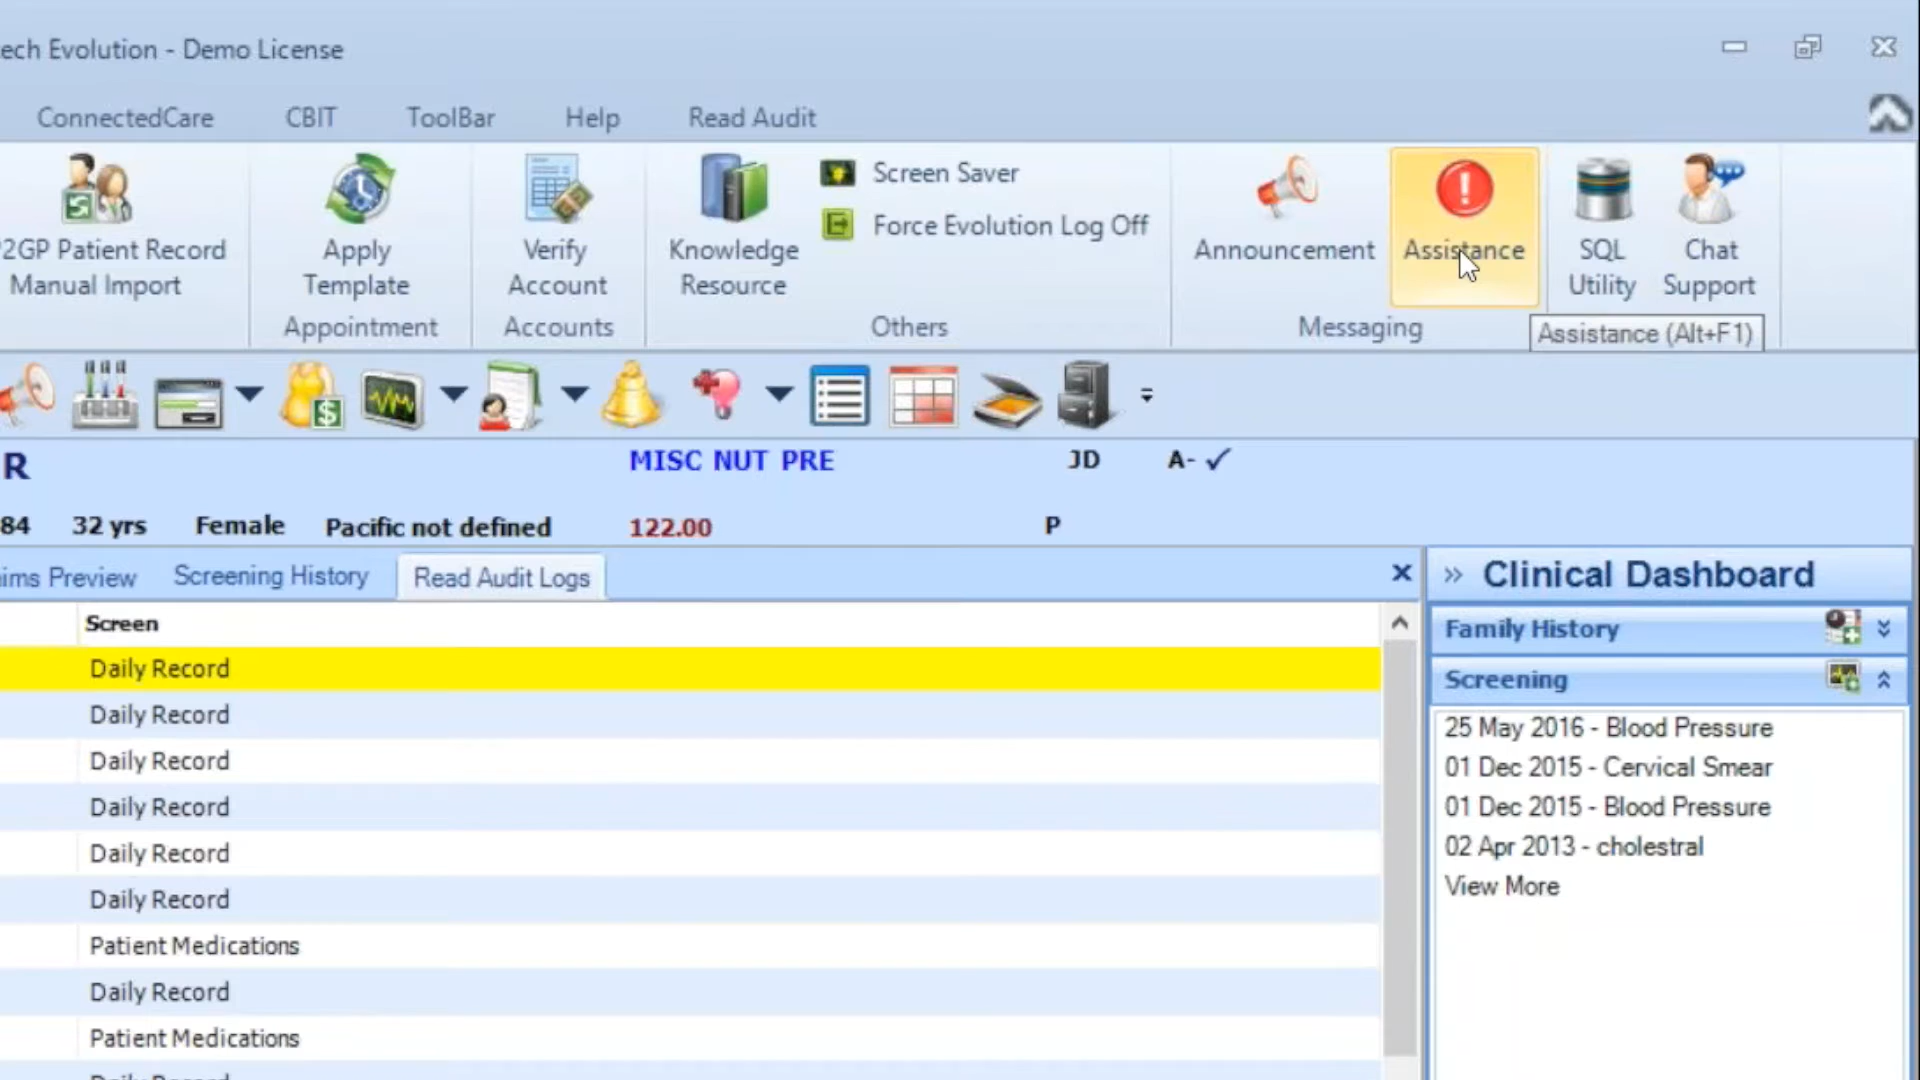 ech Evolution - Demo License
ConnectedCare CBIT ToolBar Help Read Audit
2GP Patient Record Manual Import
Apply Template
Appointment
Verify Account
Accounts
Knowledge Resource
Screen Saver
Force Evolution Log Off
Others
Announcement
Assistance
Messaging
SQL Utility
Chat Support
Assistance (Alt+F1)
R MISC NUT PRE JD A-
84 32 yrs Female Pacific not defined 122.00 P
ims Preview Screening History Read Audit Logs
Screen
Daily Record
Daily Record
Daily Record
Daily Record
Daily Record
Daily Record
Patient Medications
Daily Record
Patient Medications
Daily Record
Clinical Dashboard
Family History
Screening
25 May 2016 - Blood Pressure
01 Dec 2015 - Cervical Smear
01 Dec 2015 - Blood Pressure
02 Apr 2013 - cholestral
View More